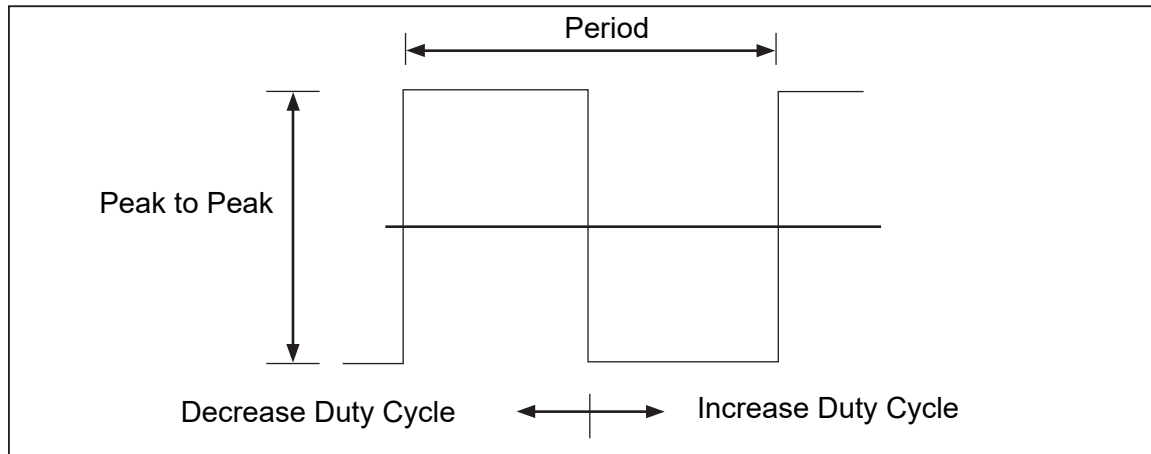 Period
Peak to Peak
Decrease Duty Cycle
Increase Duty Cycle